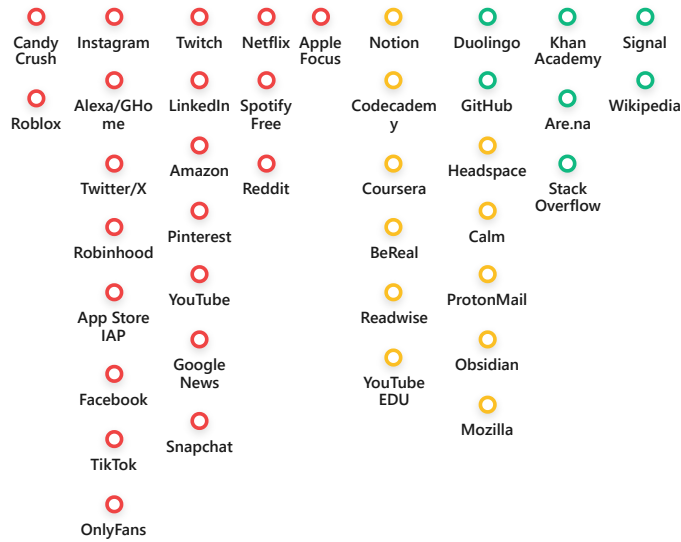 Candy
Crush
Roblox
Instagram
Alexa/GHo
me
Twitter/X
Robinhood
App Store
IAP
Facebook
TikTok
OnlyFans
Twitch
LinkedIn
Amazon
Pinterest
YouTube
Google
News
Snapchat
Netflix
Spotify
Free
Reddit
Apple
Focus
Notion
Codecadem
y
Coursera
BeReal
Readwise
YouTube
EDU
Duolingo
GitHub
Headspace
Calm
ProtonMail
Obsidian
Mozilla
Khan
Academy
Are.na
Stack
Overflow
Signal
Wikipedia